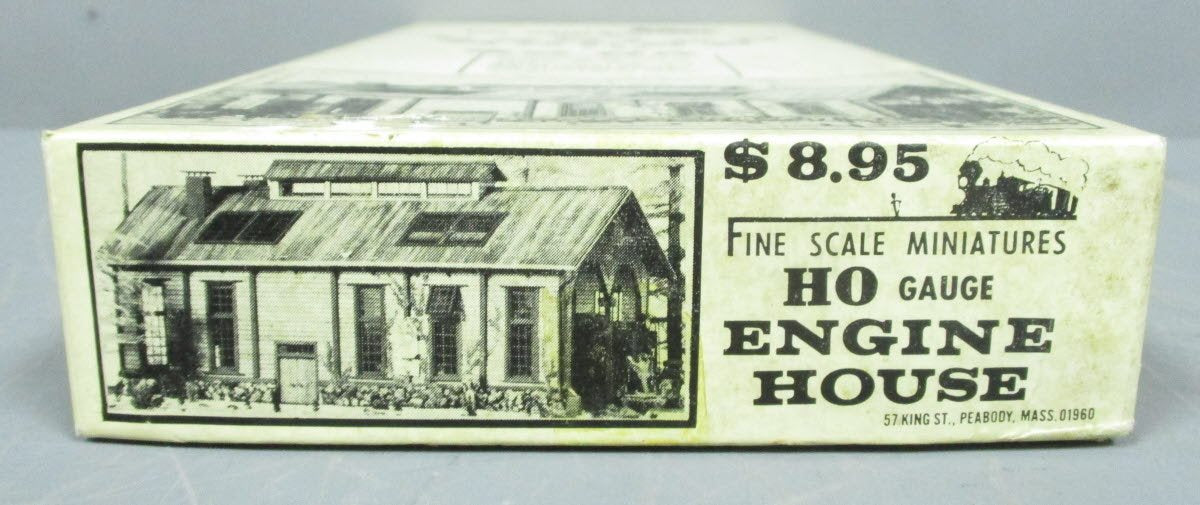 $ 8.95
FINE SCALE MINIATURES
HO GAUGE
ENGINE
HOUSE
57 KING ST., PEABODY, MASS. 01960